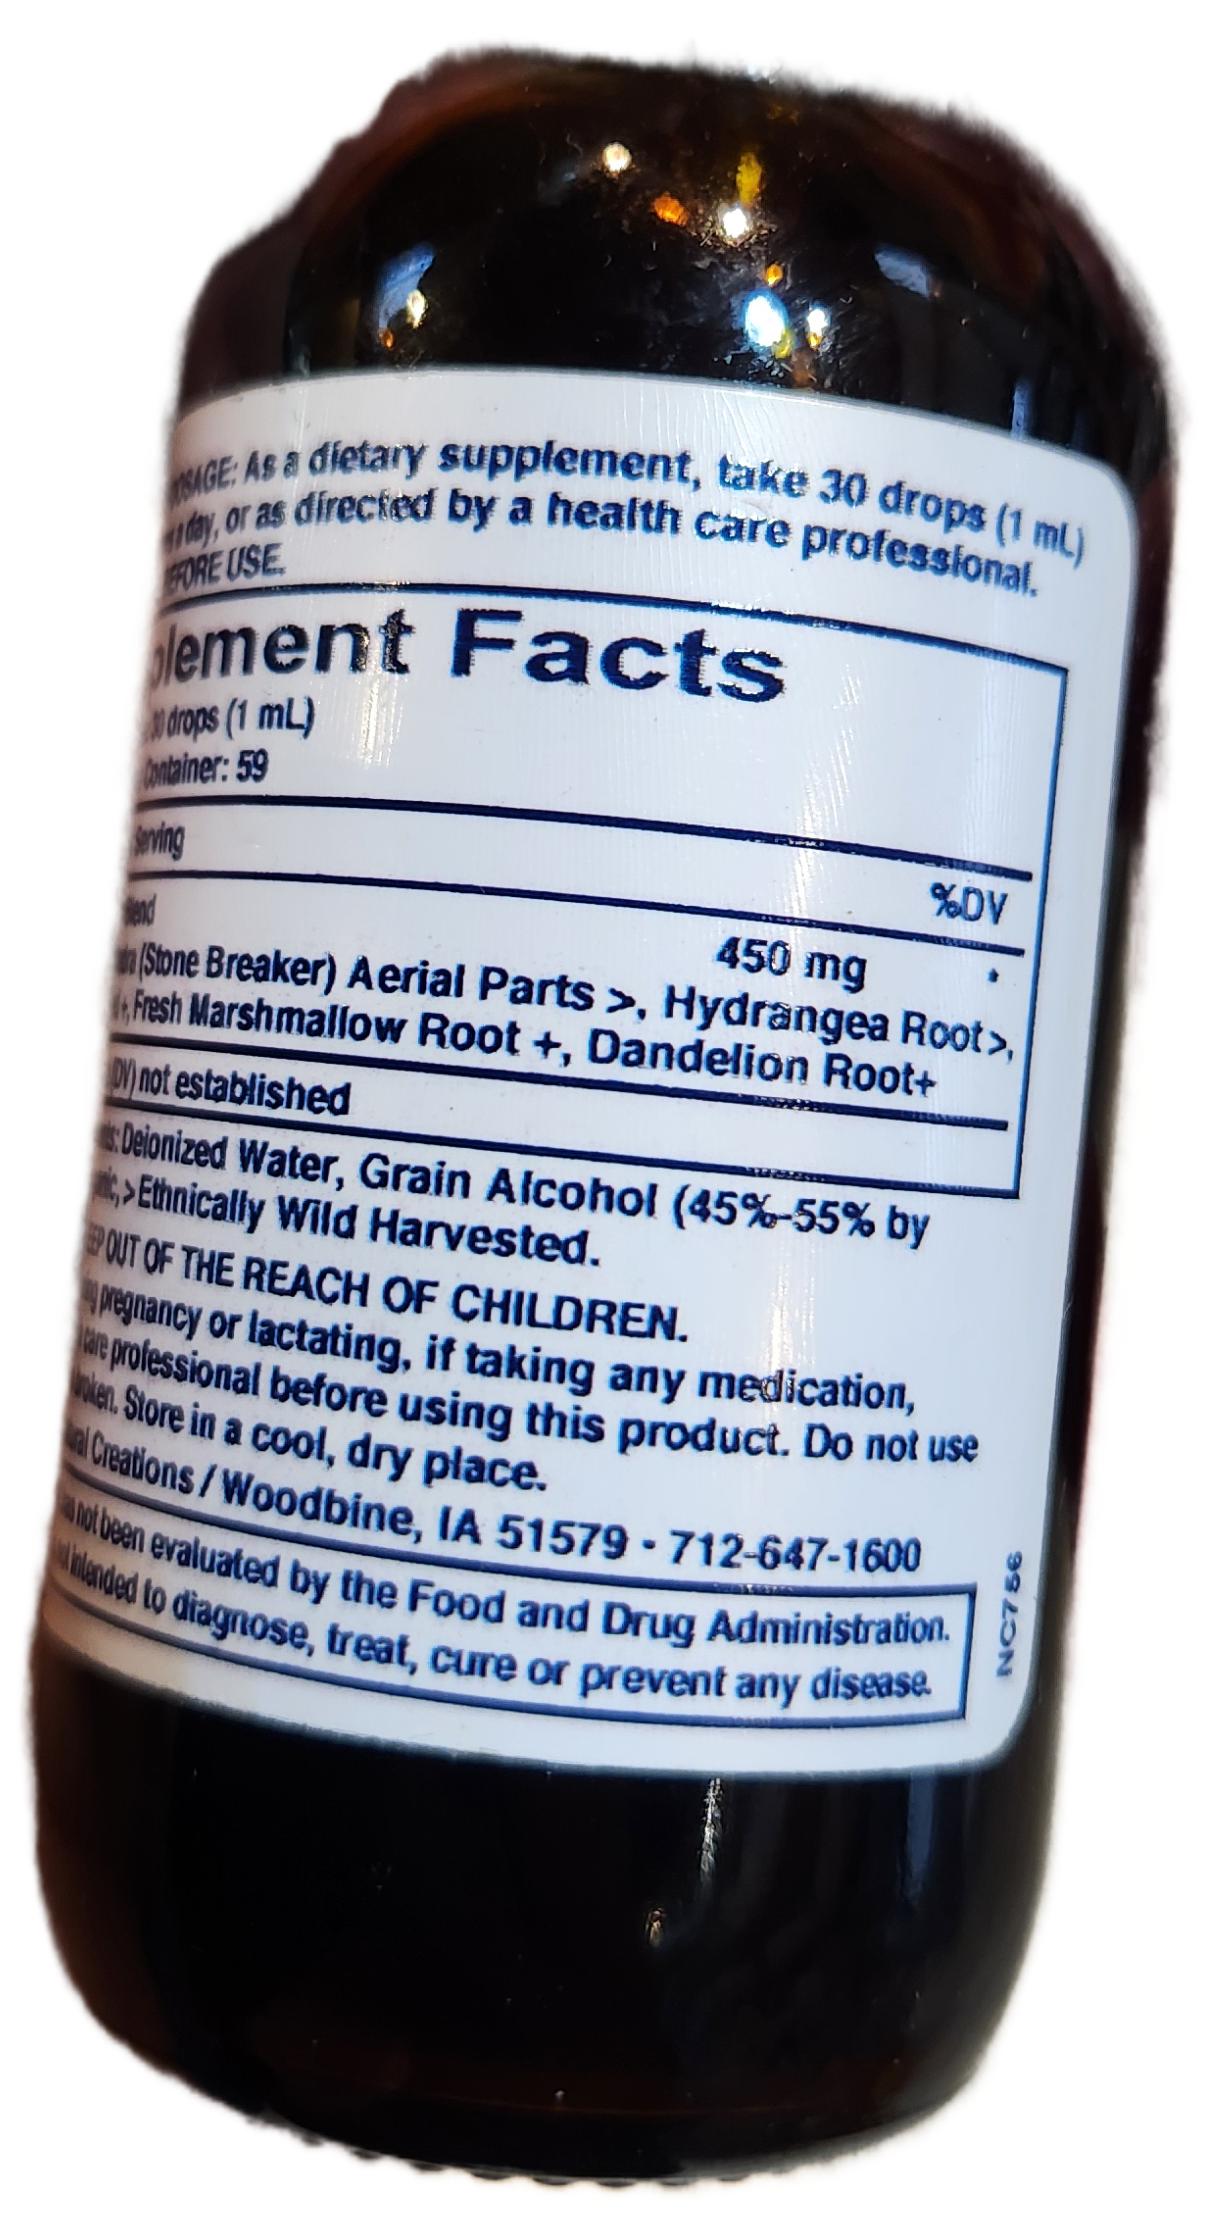 DOSAGE: As a dietary supplement, take 30 drops (1 mL)
a day, or as directed by a health care professional.
BEFORE USE.
plement Facts
30 drops (1 mL)
Container: 59
Serving
%DV
Blend 450 mg *
(Stone Breaker) Aerial Parts >, Hydrangea Root>,
+, Fresh Marshmallow Root +, Dandelion Root+
(DV) not established
Deionized Water, Grain Alcohol (45%-55% by
>Ethnically Wild Harvested.
EEP OUT OF THE REACH OF CHILDREN.
pregnancy or lactating, if taking any medication,
care professional before using this product. Do not use
Store in a cool, dry place.
Creations / Woodbine, IA 51579 • 712-647-1600
not been evaluated by the Food and Drug Administration.
intended to diagnose, treat, cure or prevent any disease.
NC756